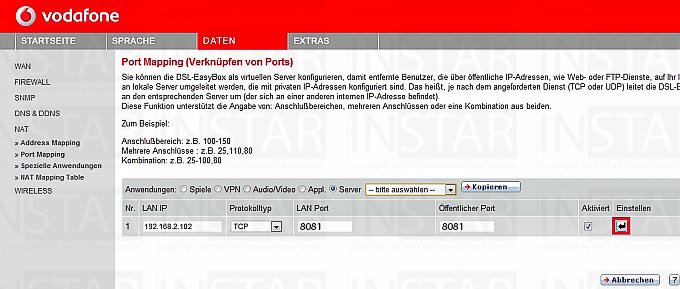 vodafone
STARTSEITE SPRACHE DATEN EXTRAS
WAN
FIREWALL
SNMP
DNS & DDNS
NAT
» Address Mapping
» Port Mapping
» Spezielle Anwendungen
» NAT Mapping Table
WIRELESS
Port Mapping (Verknüpfen von Ports)
Sie können die DSL-EasyBox als virtuellen Server konfigurieren, damit entfernte Benutzer, die über öffentliche IP-Adressen, wie Web- oder FTP-Dienste, auf Ihr l
an lokale Server umgeleitet werden, die mit privaten IP-Adressen konfiguriert sind. Das heißt, je nach dem angeforderten Dienst (TCP oder UDP) leitet die DSL-E
an den entsprechenden Server um (der sich an einer anderen internen IP-Adresse befindet).
Diese Funktion unterstützt die Angabe von: Anschlußbereichen, mehreren Anschlüssen oder eine Kombination aus beiden.
Zum Beispiel:
Anschlußbereich: z.B. 100-150
Mehrere Anschlüsse : z.B. 25,110,80
Kombination: z.B. 25-100,80
Anwendungen: Spiele VPN Audio/Video Appl. Server -- bitte auswählen -- » Kopieren
Nr. LAN IP Protokolltyp LAN Port Öffentlicher Port Aktiviert Einstellen
1 192.168.2.102 TCP 8081 8081
» Abbrechen ?
INSTAR